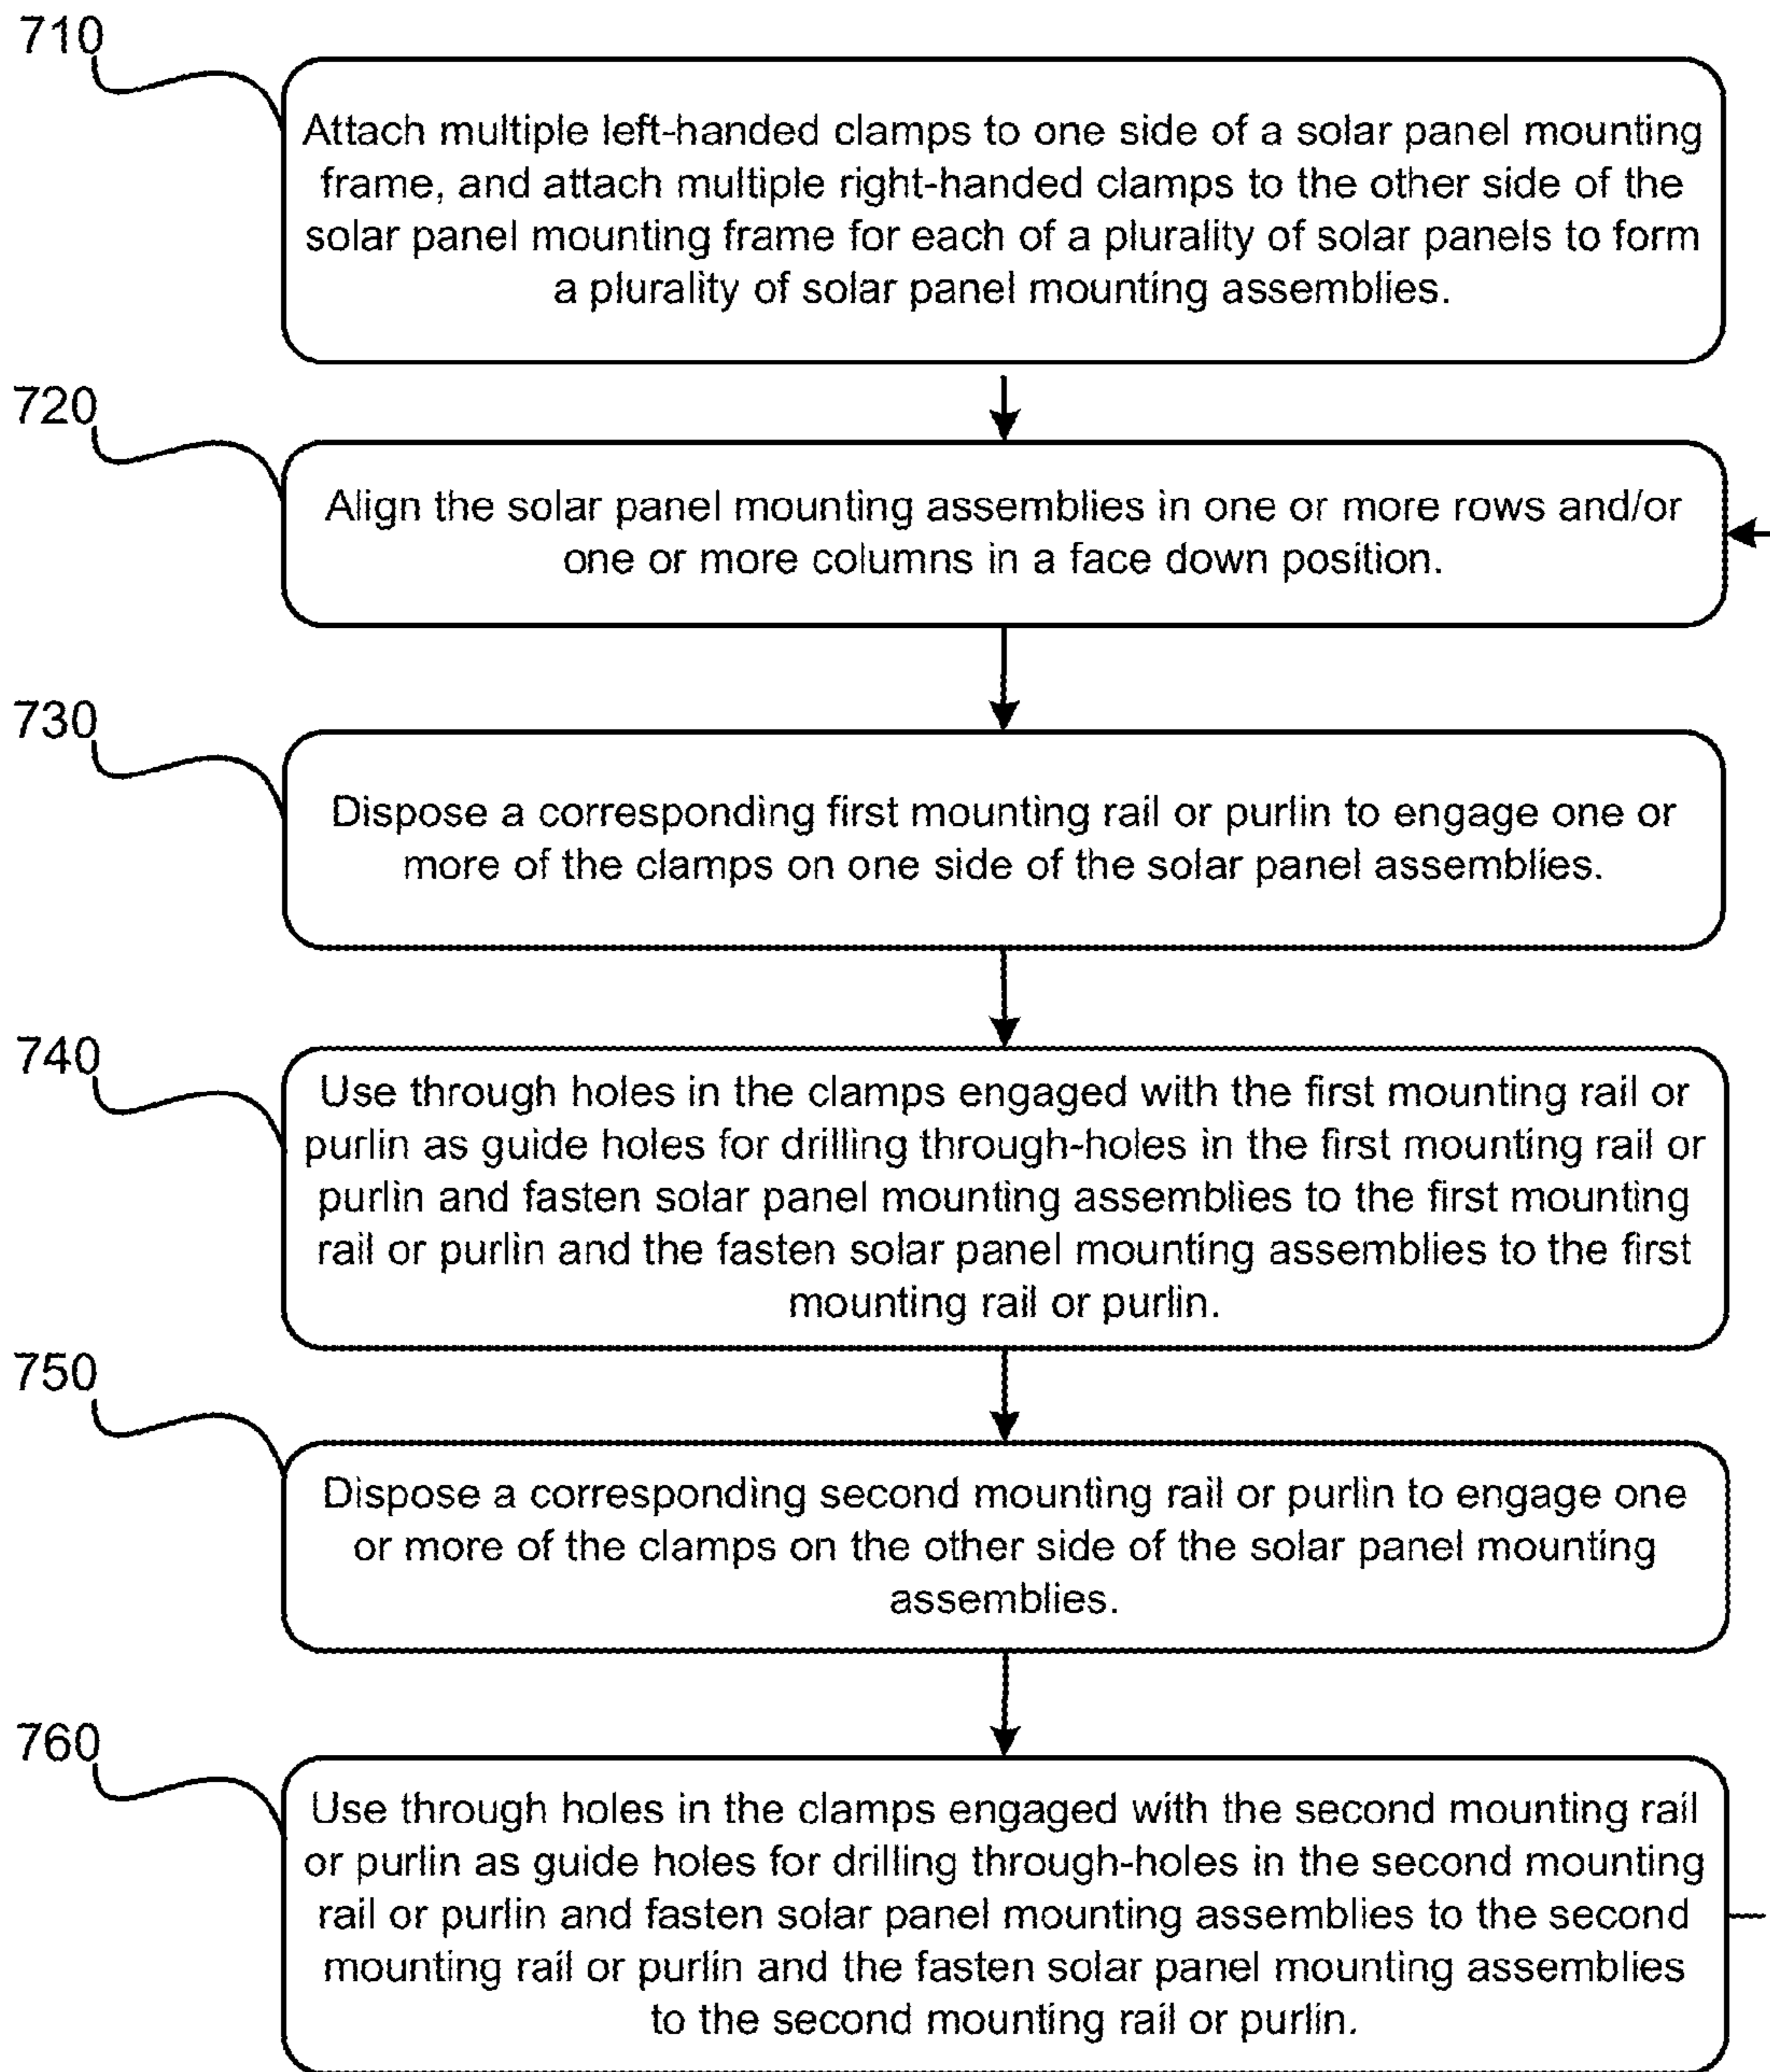 710
Attach multiple left-handed clamps to one side of a solar panel mounting
frame, and attach multiple right-handed clamps to the other side of the
solar panel mounting frame for each of a plurality of solar panels to form
a plurality of solar panel mounting assemblies.
720
Align the solar panel mounting assemblies in one or more rows and/or
one or more columns in a face down position.
730
Dispose a corresponding first mounting rail or purlin to engage one or
more of the clamps on one side of the solar panel assemblies.
740
Use through holes in the clamps engaged with the first mounting rail or
purlin as guide holes for drilling through-holes in the first mounting rail or
purlin and fasten solar panel mounting assemblies to the first mounting
rail or purlin and the fasten solar panel mounting assemblies to the first
mounting rail or purlin.
750
Dispose a corresponding second mounting rail or purlin to engage one
or more of the clamps on the other side of the solar panel mounting
assemblies.
760
Use through holes in the clamps engaged with the second mounting rail
or purlin as guide holes for drilling through-holes in the second mounting
rail or purlin and fasten solar panel mounting assemblies to the second
mounting rail or purlin and the fasten solar panel mounting assemblies
to the second mounting rail or purlin.